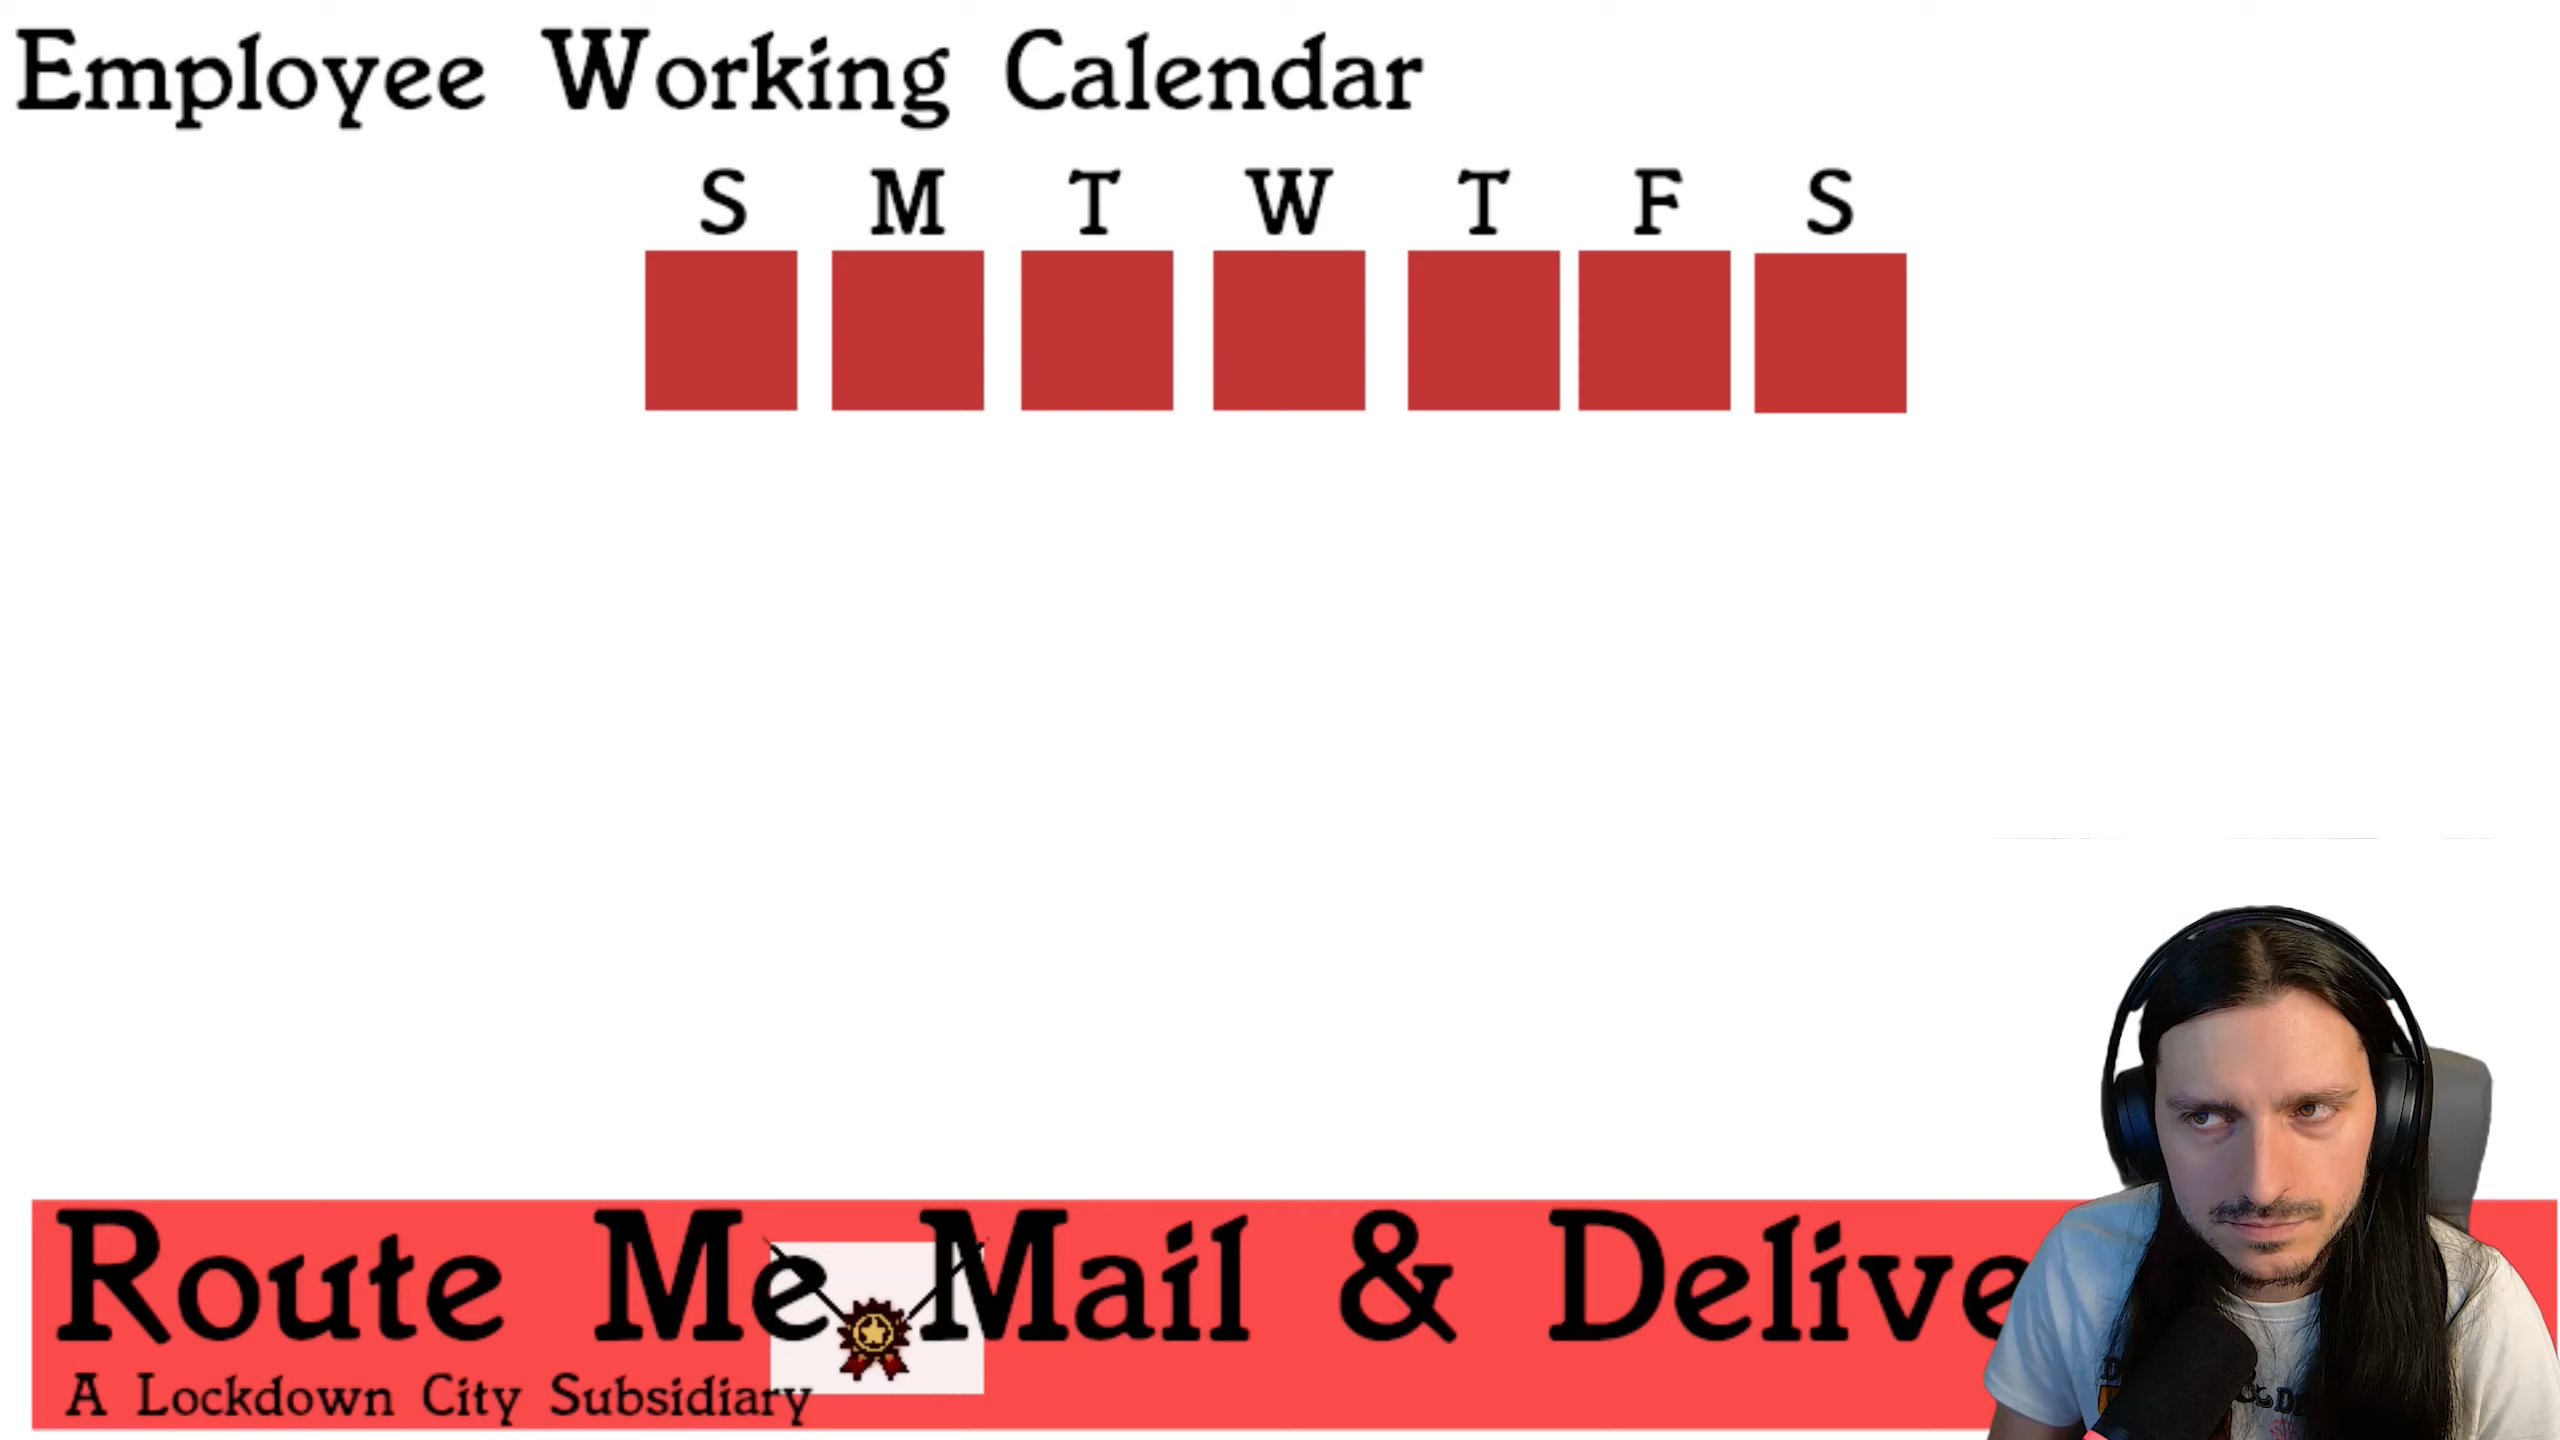 Employee Working Calendar
S M T W T F S
Route Me Mail & Delive
A Lockdown City Subsidiary